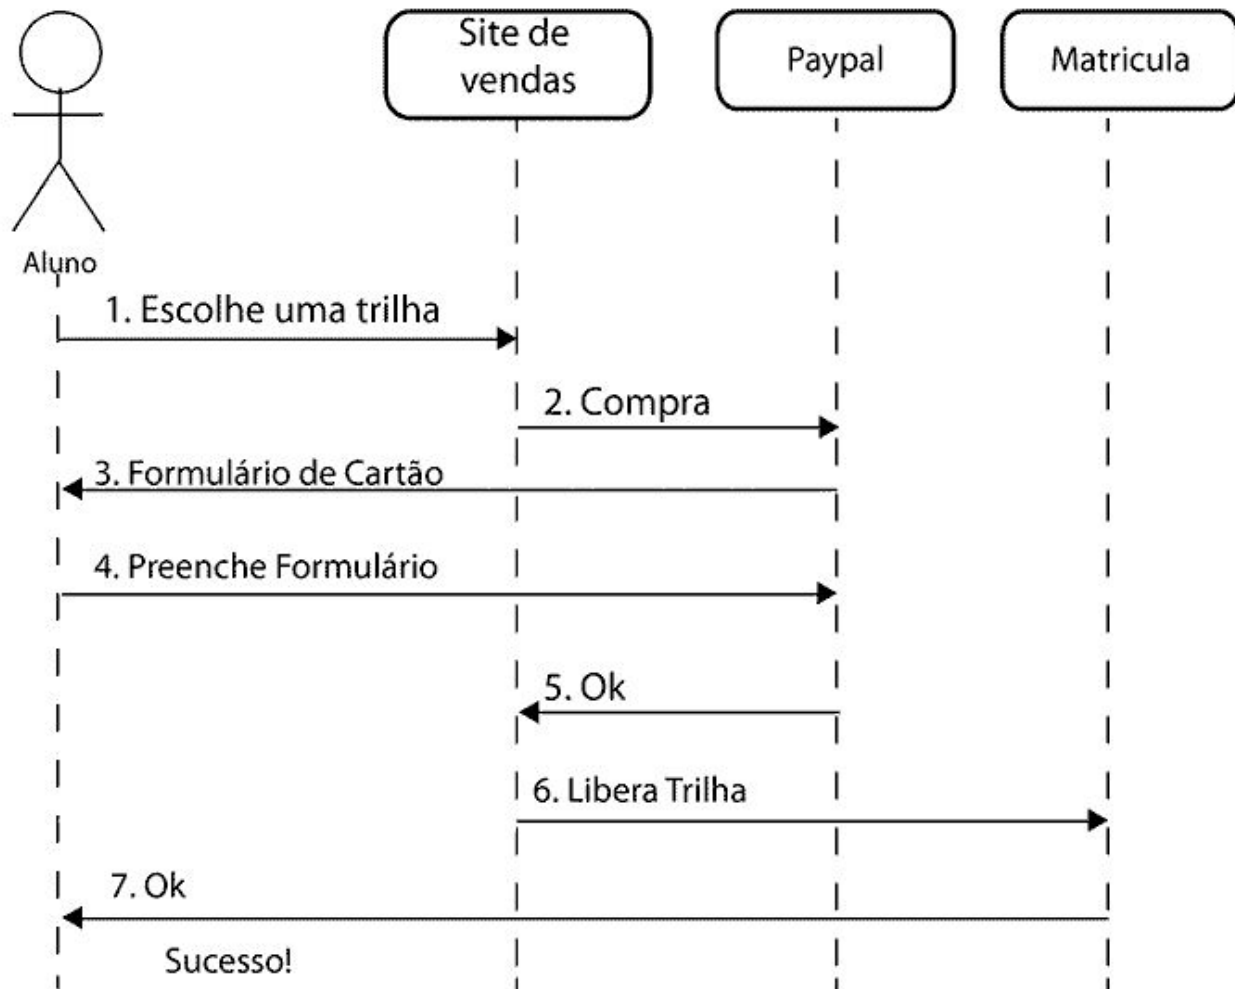 Site de
vendas
Paypal
Matricula
Aluno
1. Escolhe uma trilha
2. Compra
3. Formulário de Cartão
4. Preenche Formulário
5. Ok
6. Libera Trilha
7. Ok
Sucesso!